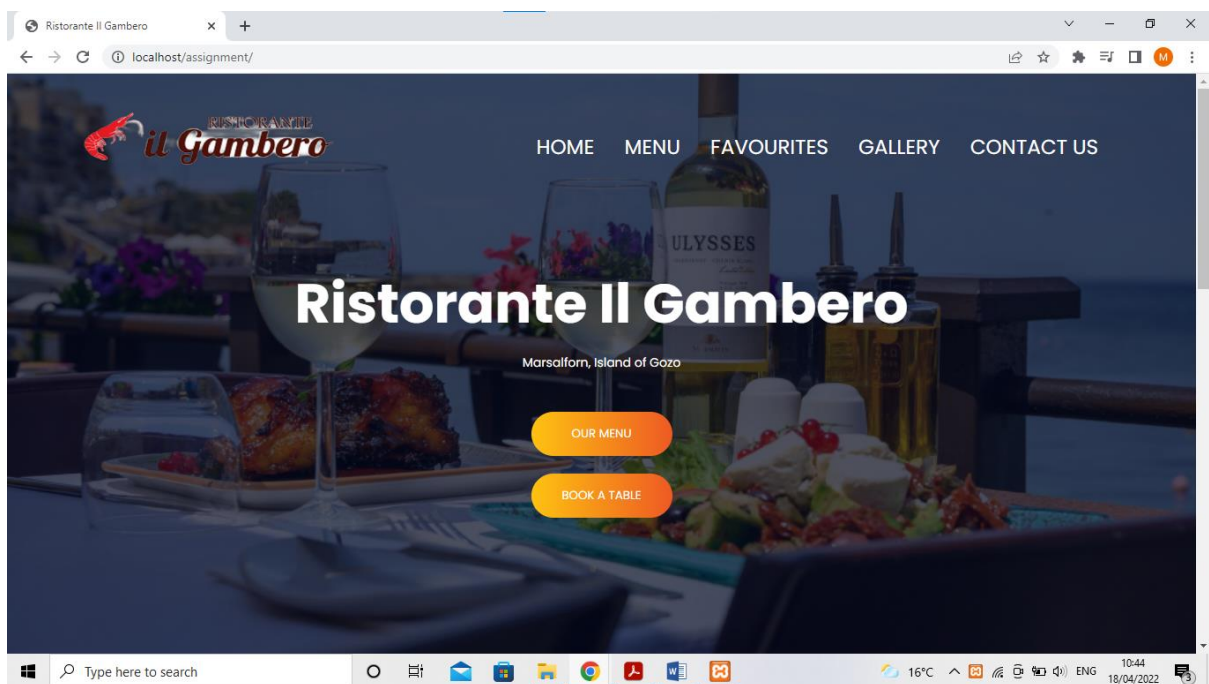 Ristorante Il Gambero
localhost/assignment/
M
RISTORANTE
il Gambero
HOME MENU FAVOURITES GALLERY CONTACT US
ULYSSES
Ristorante Il Gambero
Marsalforn, Island of Gozo
OUR MENU
BOOK A TABLE
Type here to search
16°C
ENG
10:44
18/04/2022
3